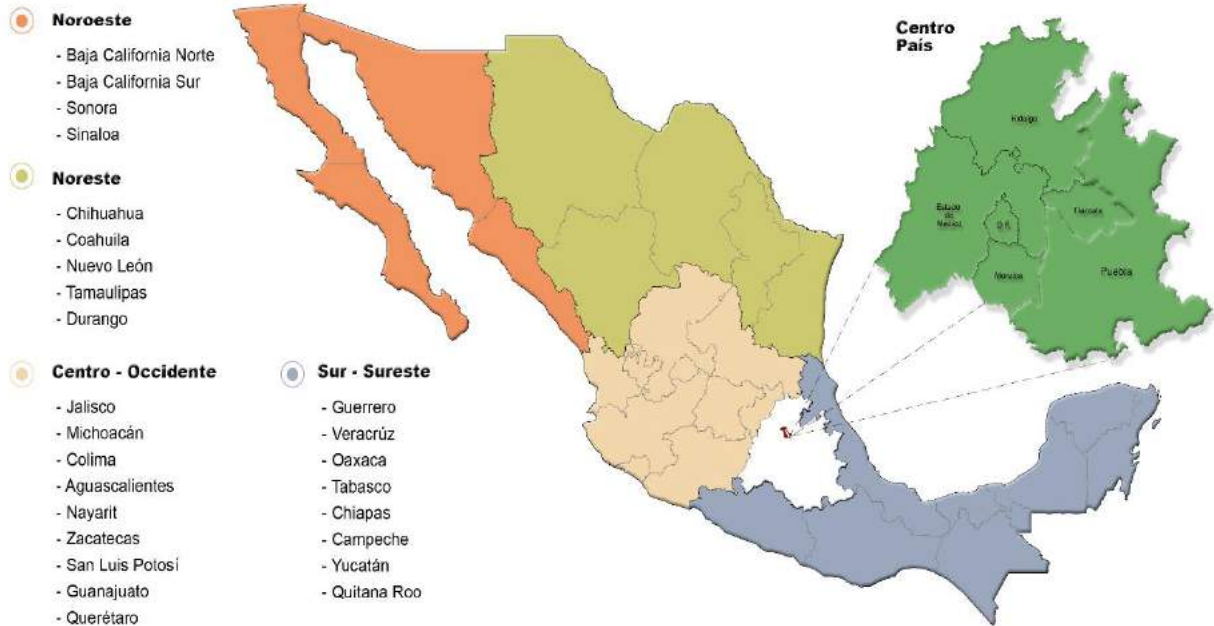 Noroeste
- Baja California Norte
- Baja California Sur
- Sonora
- Sinaloa
Noreste
- Chihuahua
- Coahuila
- Nuevo León
- Tamaulipas
- Durango
Centro - Occidente
- Jalisco
- Michoacán
- Colima
- Aguascalientes
- Nayarit
- Zacatecas
- San Luis Potosí
- Guanajuato
- Querétaro
Sur - Sureste
- Guerrero
- Veracrúz
- Oaxaca
- Tabasco
- Chiapas
- Campeche
- Yucatán
- Quitana Roo
Centro
País
Hidalgo
Estado
de
México
D.F.
Tlaxcala
Morelos
Puebla